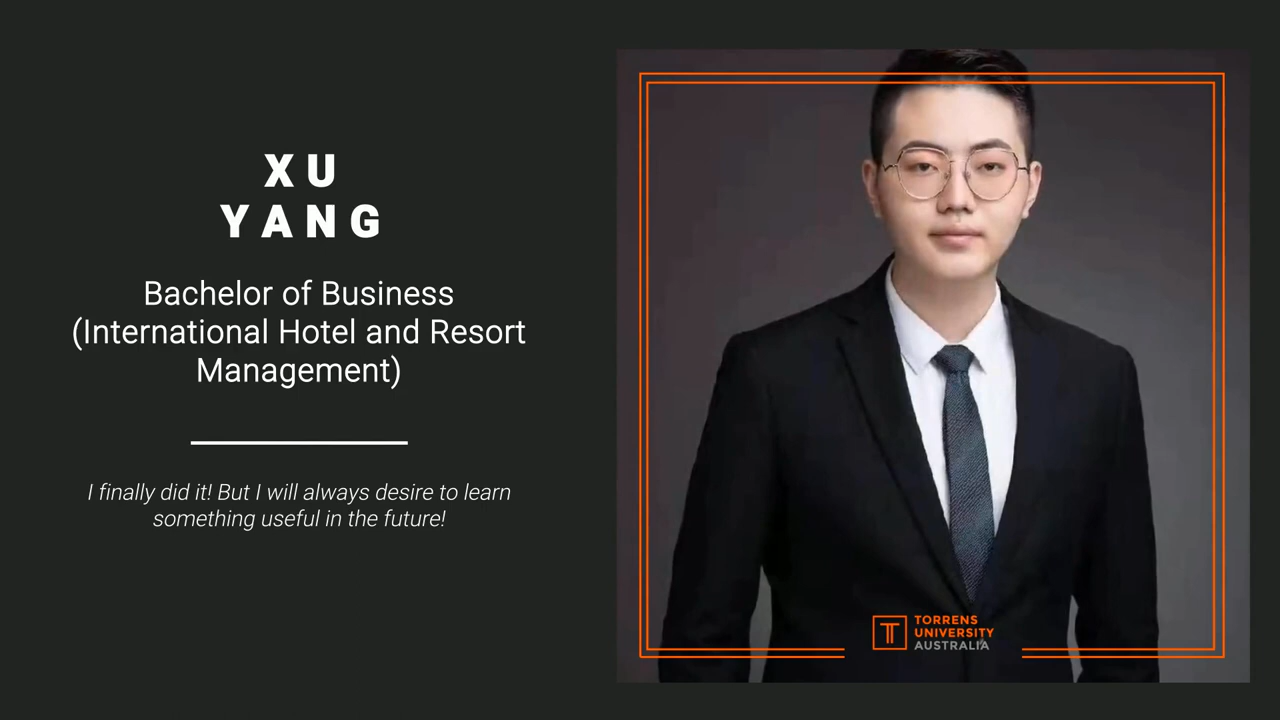 XU
YANG
Bachelor of Business
(International Hotel and Resort
Management)
I finally did it! But I will always desire to learn
something useful in the future!
TORRENS
UNIVERSITY
AUSTRALIA